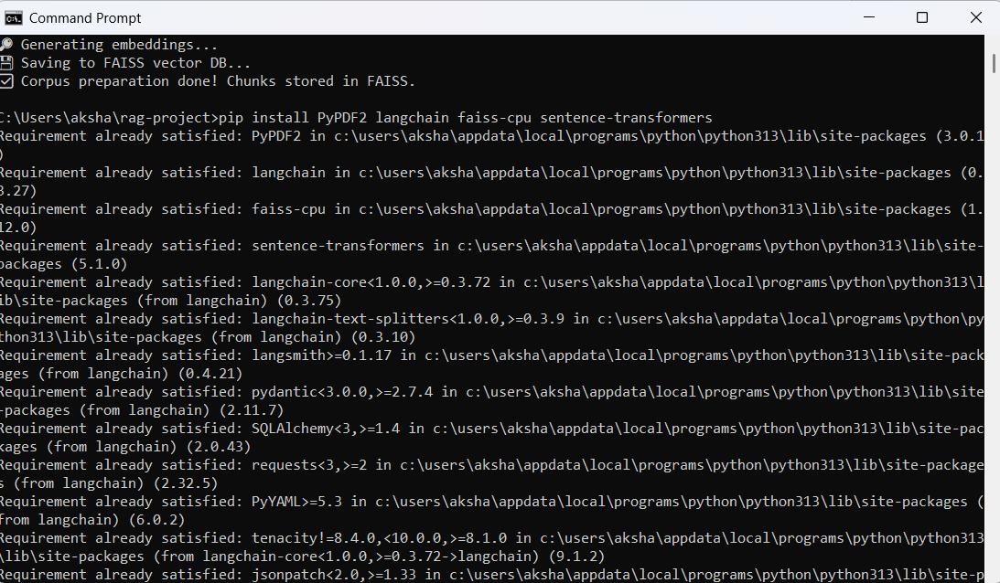 Command Prompt
Generating embeddings...
Saving to FAISS vector DB...
Corpus preparation done! Chunks stored in FAISS.
C:\Users\aksha\rag-project>pip install PyPDF2 langchain faiss-cpu sentence-transformers
Requirement already satisfied: PyPDF2 in c:\users\aksha\appdata\local\programs\python\python313\lib\site-packages (3.0.1
)
Requirement already satisfied: langchain in c:\users\aksha\appdata\local\programs\python\python313\lib\site-packages (0.
3.27)
Requirement already satisfied: faiss-cpu in c:\users\aksha\appdata\local\programs\python\python313\lib\site-packages (1.
12.0)
Requirement already satisfied: sentence-transformers in c:\users\aksha\appdata\local\programs\python\python313\lib\site-
packages (5.1.0)
Requirement already satisfied: langchain-core<1.0.0,>=0.3.72 in c:\users\aksha\appdata\local\programs\python\python313\l
ib\site-packages (from langchain) (0.3.75)
Requirement already satisfied: langchain-text-splitters<1.0.0,>=0.3.9 in c:\users\aksha\appdata\local\programs\python\py
thon313\lib\site-packages (from langchain) (0.3.10)
Requirement already satisfied: langsmith>=0.1.17 in c:\users\aksha\appdata\local\programs\python\python313\lib\site-pack
ages (from langchain) (0.4.21)
Requirement already satisfied: pydantic<3.0.0,>=2.7.4 in c:\users\aksha\appdata\local\programs\python\python313\lib\site
-packages (from langchain) (2.11.7)
Requirement already satisfied: SQLAlchemy<3,>=1.4 in c:\users\aksha\appdata\local\programs\python\python313\lib\site-pac
kages (from langchain) (2.0.43)
Requirement already satisfied: requests<3,>=2 in c:\users\aksha\appdata\local\programs\python\python313\lib\site-package
s (from langchain) (2.32.5)
Requirement already satisfied: PyYAML>=5.3 in c:\users\aksha\appdata\local\programs\python\python313\lib\site-packages (
from langchain) (6.0.2)
Requirement already satisfied: tenacity!=8.4.0,<10.0.0,>=8.1.0 in c:\users\aksha\appdata\local\programs\python\python313
\lib\site-packages (from langchain-core<1.0.0,>=0.3.72->langchain) (9.1.2)
Requirement already satisfied: jsonpatch<2.0,>=1.33 in c:\users\aksha\appdata\local\programs\python\python313\lib\site-p